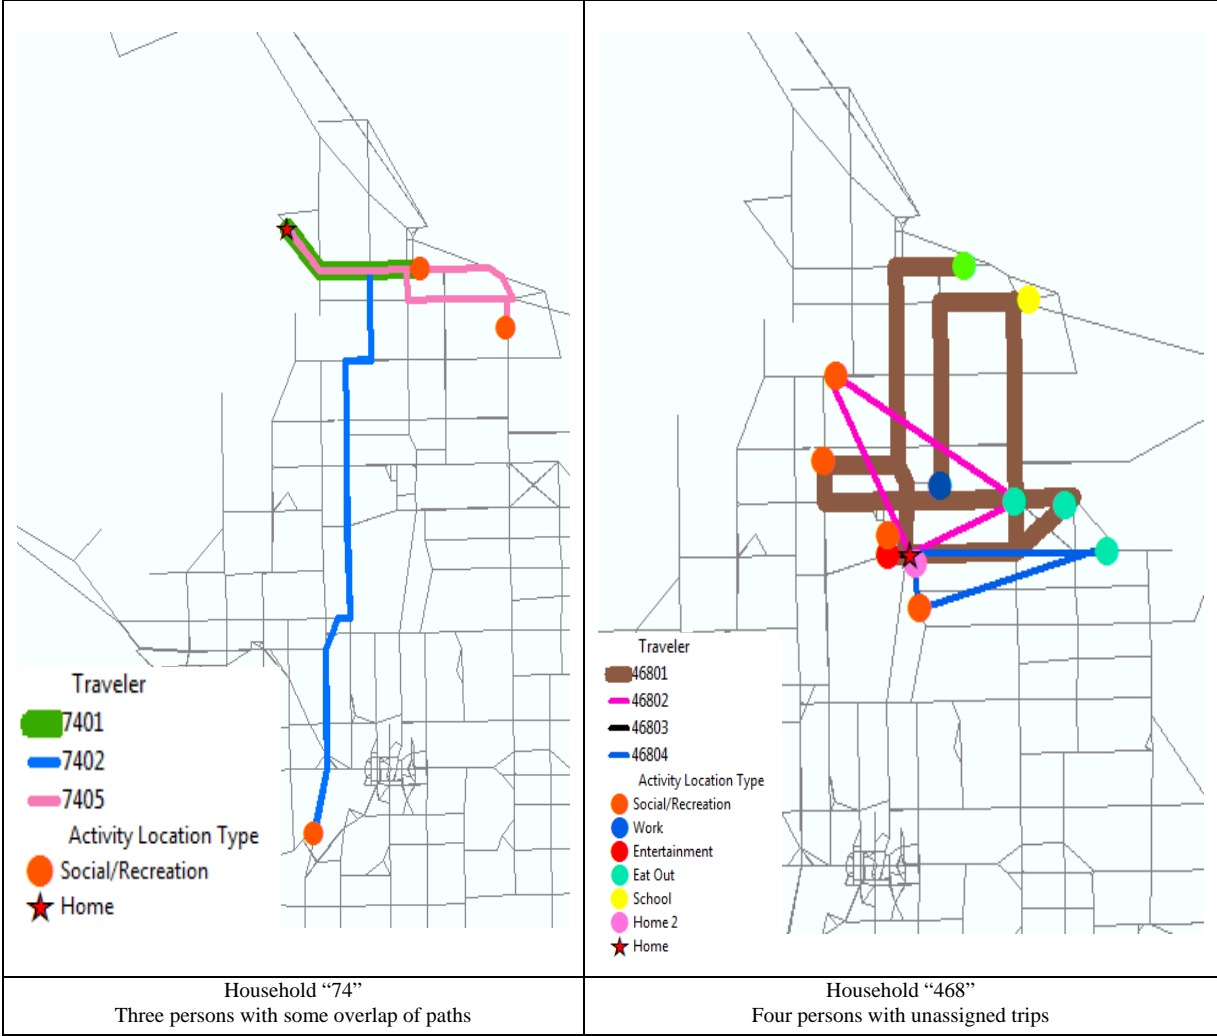 Traveler
7401
7402
7405
Activity Location Type
Social/Recreation
Home
Traveler
46801
46802
46803
46804
Activity Location Type
Social/Recreation
Work
Entertainment
Eat Out
School
Home 2
Home
Household “74”
Three persons with some overlap of paths
Household “468”
Four persons with unassigned trips